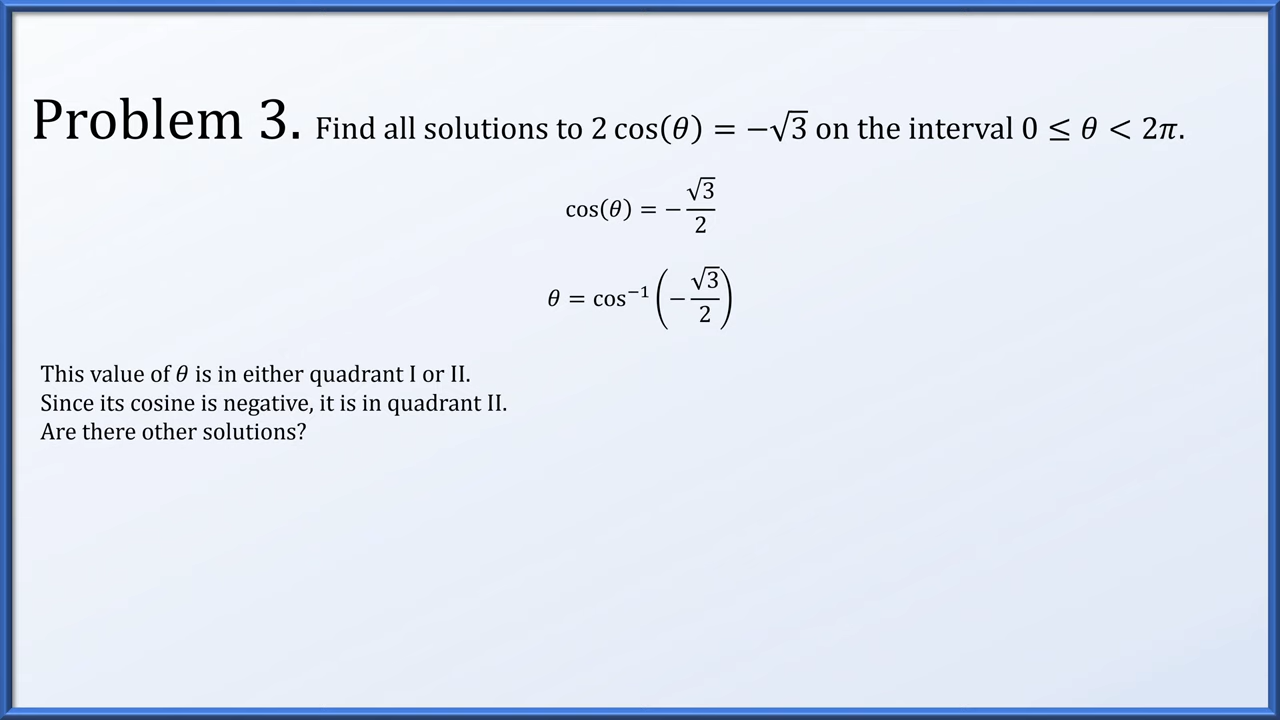 Problem 3. Find all solutions to 2 cos(θ) = −√3 on the interval 0 ≤ θ < 2π.
cos(θ) = −√3/2
θ = cos⁻¹(−√3/2)
This value of θ is in either quadrant I or II.
Since its cosine is negative, it is in quadrant II.
Are there other solutions?